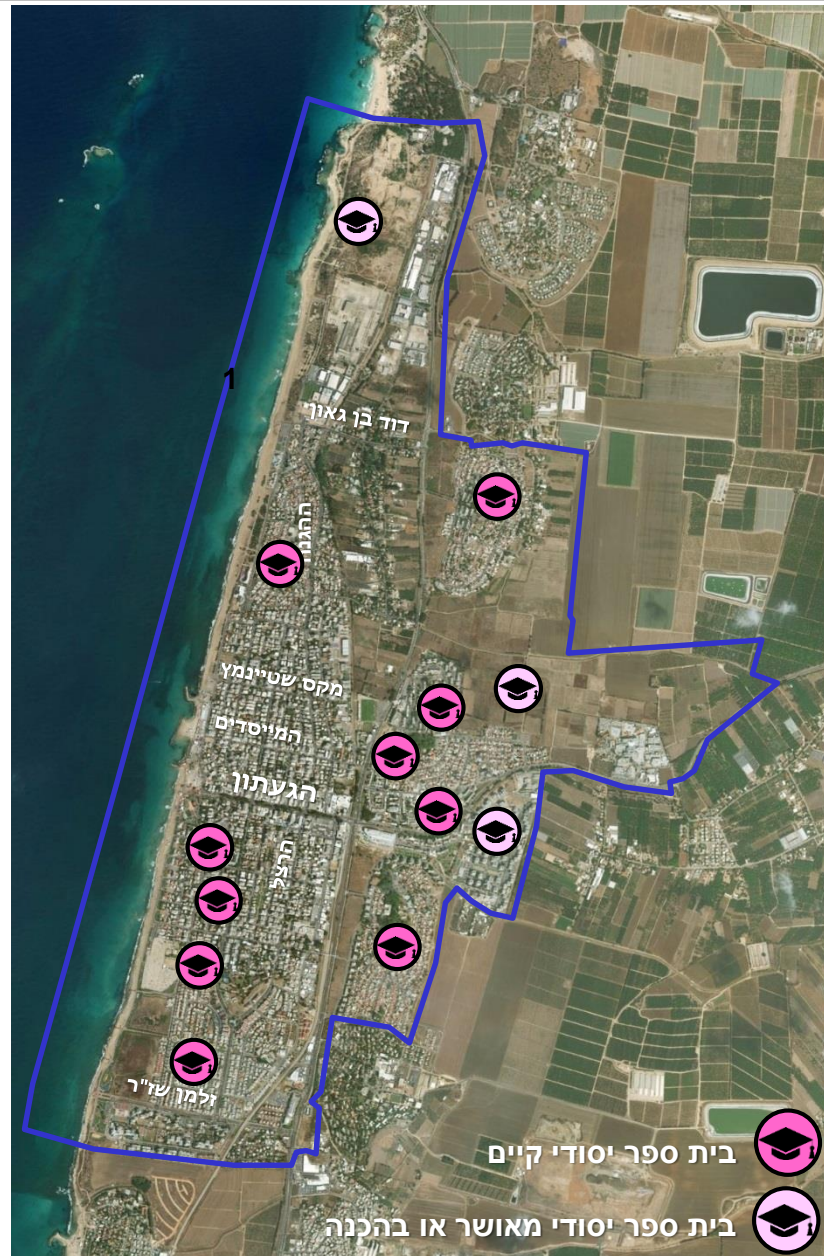 1
דוד בן גאון
ההגנה
מקס שטיינמץ
המייסדים
הגעתון
הרצל
זלמן שז"ר
בית ספר יסודי קיים
בית ספר יסודי מאושר או בהכנה